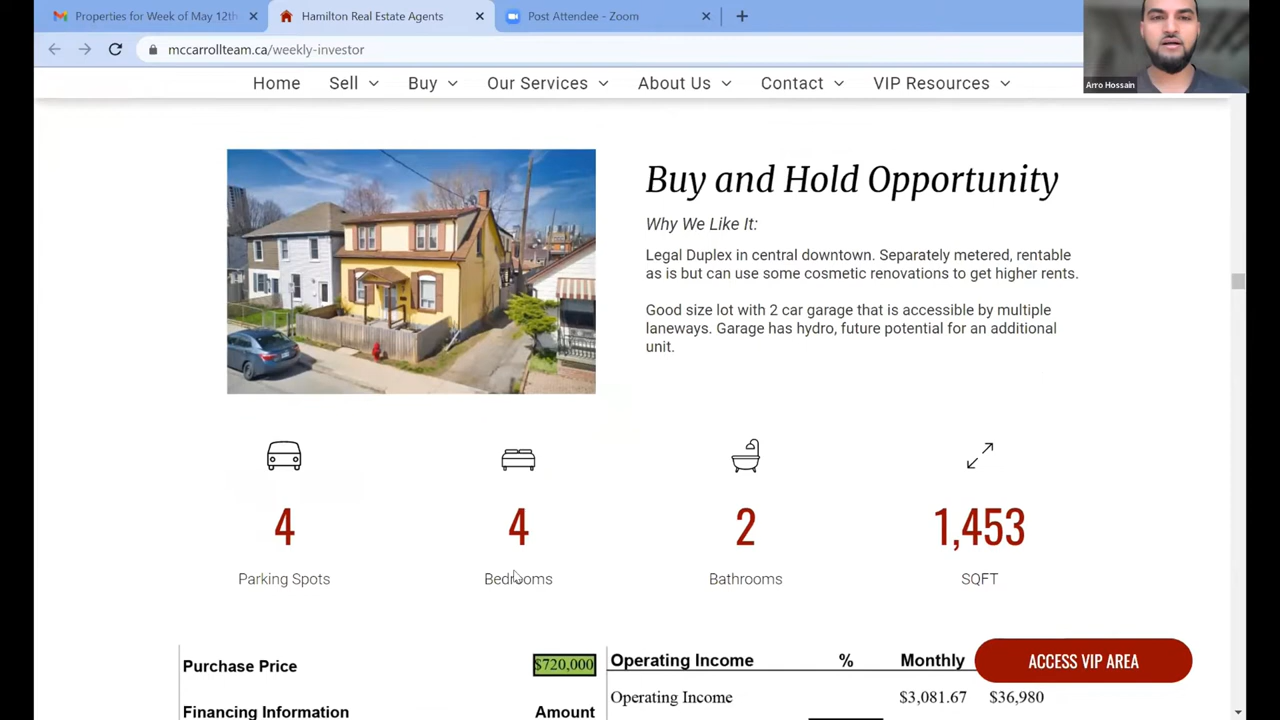 Properties for Week of May 12th
Hamilton Real Estate Agents
Post Attendee - Zoom
mccarrollteam.ca/weekly-investor
Arro Hossain
Home Sell Buy Our Services About Us Contact VIP Resources
Buy and Hold Opportunity
Why We Like It:
Legal Duplex in central downtown. Separately metered, rentable
as is but can use some cosmetic renovations to get higher rents.
Good size lot with 2 car garage that is accessible by multiple
laneways. Garage has hydro, future potential for an additional
unit.
4 4 2 1,453
Parking Spots Bedrooms Bathrooms SQFT
Purchase Price $720,000 Operating Income % Monthly
ACCESS VIP AREA
Operating Income $3,081.67 $36,980
Financing Information Amount